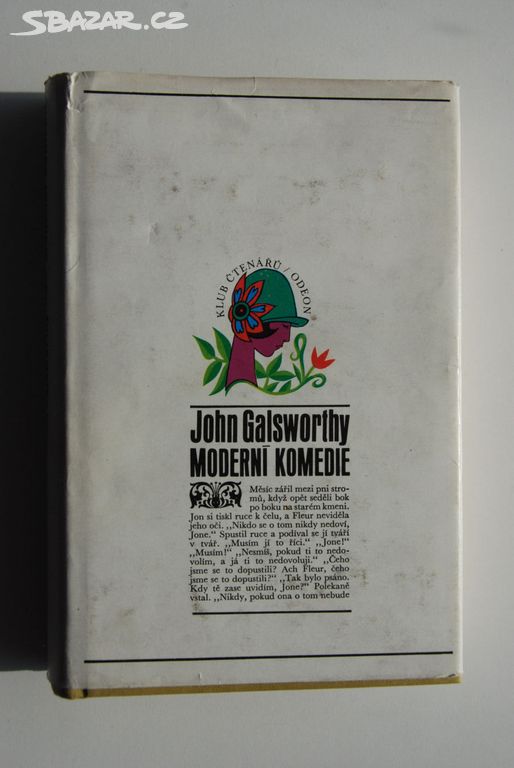 SBAZAR.CZ
KLUB ČTENÁŘŮ / ODEON
John Galsworthy
MODERNÍ KOMEDIE
Měsíc zářil mezi pni stro-
mů, když opět seděli bok
po boku na starém kmeni.
Jon si tiskl ruce k čelu, a Fleur neviděla
jeho oči. „Nikdo se o tom nikdy nedoví,
Jone.“ Spustil ruce a podíval se jí tváří
v tvář. „Musím jí to říci.“ „Jone!“
„Musím!“ „Nesmíš, pokud ti to nedo-
volím, a já ti to nedovoluji.“ „Čeho
jsme se to dopustili? Ach Fleur, čeho
jsme se to dopustili?“ „Tak bylo psáno.
Kdy tě zase uvidím, Jone?“ Polekaně
vstal. „Nikdy, pokud ona o tom nebude